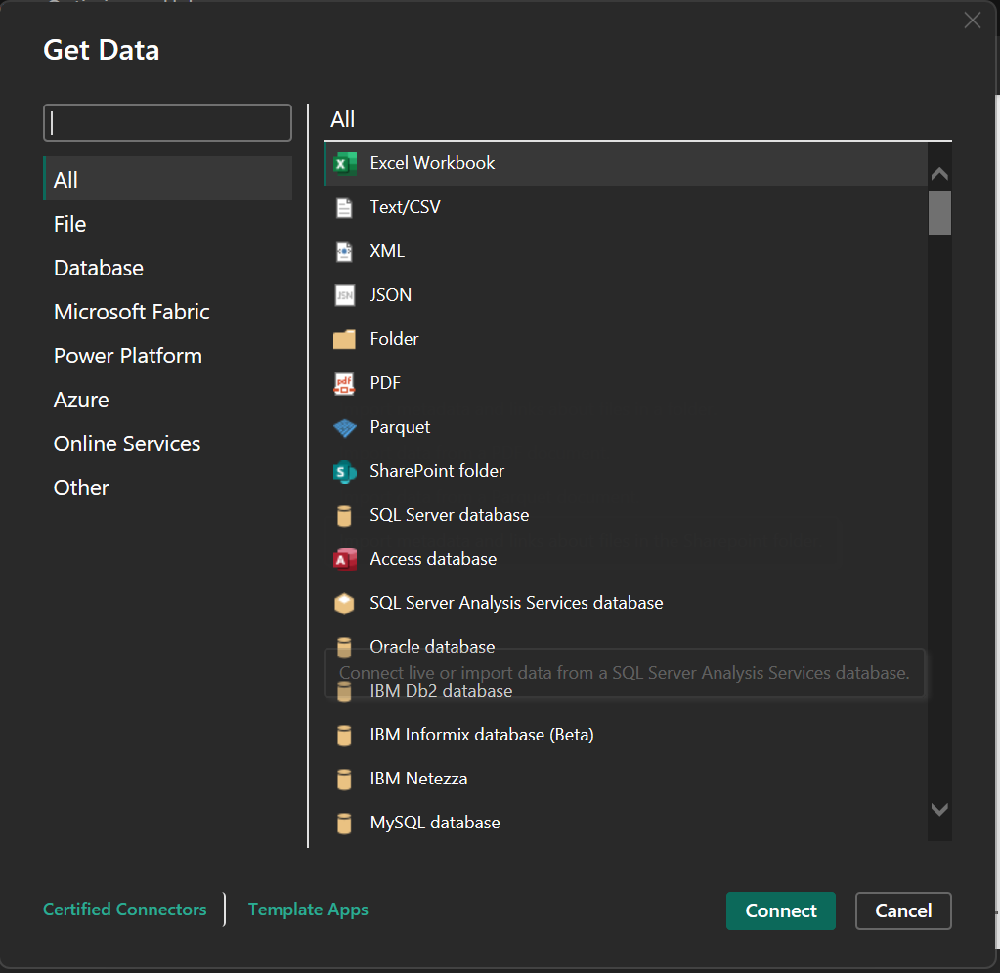 Get Data
All
File
Database
Microsoft Fabric
Power Platform
Azure
Online Services
Other
All
Excel Workbook
Text/CSV
XML
JSON
Folder
PDF
Parquet
SharePoint folder
SQL Server database
Access database
SQL Server Analysis Services database
Oracle database
Connect live or import data from a SQL Server Analysis Services database.
IBM Db2 database
IBM Informix database (Beta)
IBM Netezza
MySQL database
Certified Connectors
Template Apps
Connect
Cancel